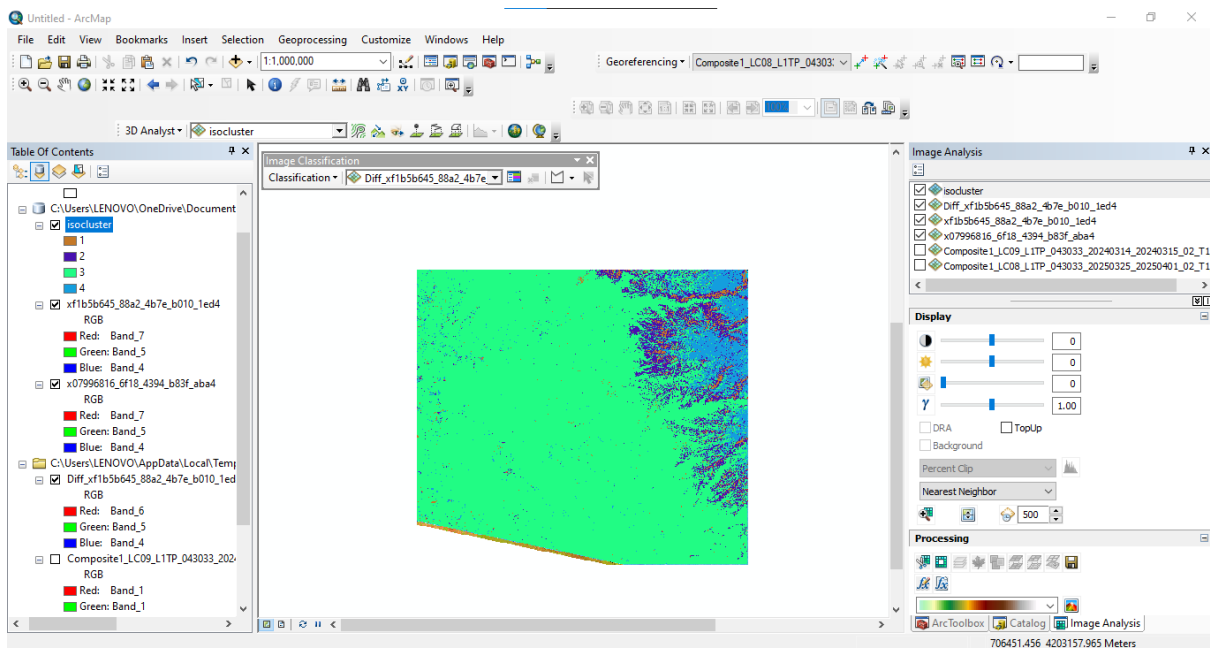 Untitled - ArcMap
File Edit View Bookmarks Insert Selection Geoprocessing Customize Windows Help
1:1,000,000
Georeferencing Composite1_LC08_L1TP_04303:
3D Analyst isocluster
Table Of Contents
C:\Users\LENOVO\OneDrive\Document
isocluster
1
2
3
4
xf1b5b645_88a2_4b7e_b010_1ed4
RGB
Red: Band_7
Green: Band_5
Blue: Band_4
x07996816_6f18_4394_b83f_aba4
RGB
Red: Band_7
Green: Band_5
Blue: Band_4
C:\Users\LENOVO\AppData\Local\Temp
Diff_xf1b5b645_88a2_4b7e_b010_1ed
RGB
Red: Band_6
Green: Band_5
Blue: Band_4
Composite1_LC09_L1TP_043033_202
RGB
Red: Band_1
Green: Band_1
Image Classification
Classification Diff_xf1b5b645_88a2_4b7e_
Image Analysis
isocluster
Diff_xf1b5b645_88a2_4b7e_b010_1ed4
xf1b5b645_88a2_4b7e_b010_1ed4
x07996816_6f18_4394_b83f_aba4
Composite1_LC09_L1TP_043033_20240314_20240315_02_T1
Composite1_LC08_L1TP_043033_20250325_20250401_02_T1
Display
0
0
0
γ 1.00
DRA TopUp
Background
Percent Clip
Nearest Neighbor
500
Processing
ArcToolbox Catalog Image Analysis
706451.456 4203157.965 Meters